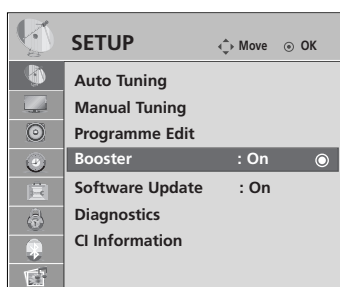 SETUP Move OK
Auto Tuning
Manual Tuning
Programme Edit
Booster : On
Software Update : On
Diagnostics
CI Information